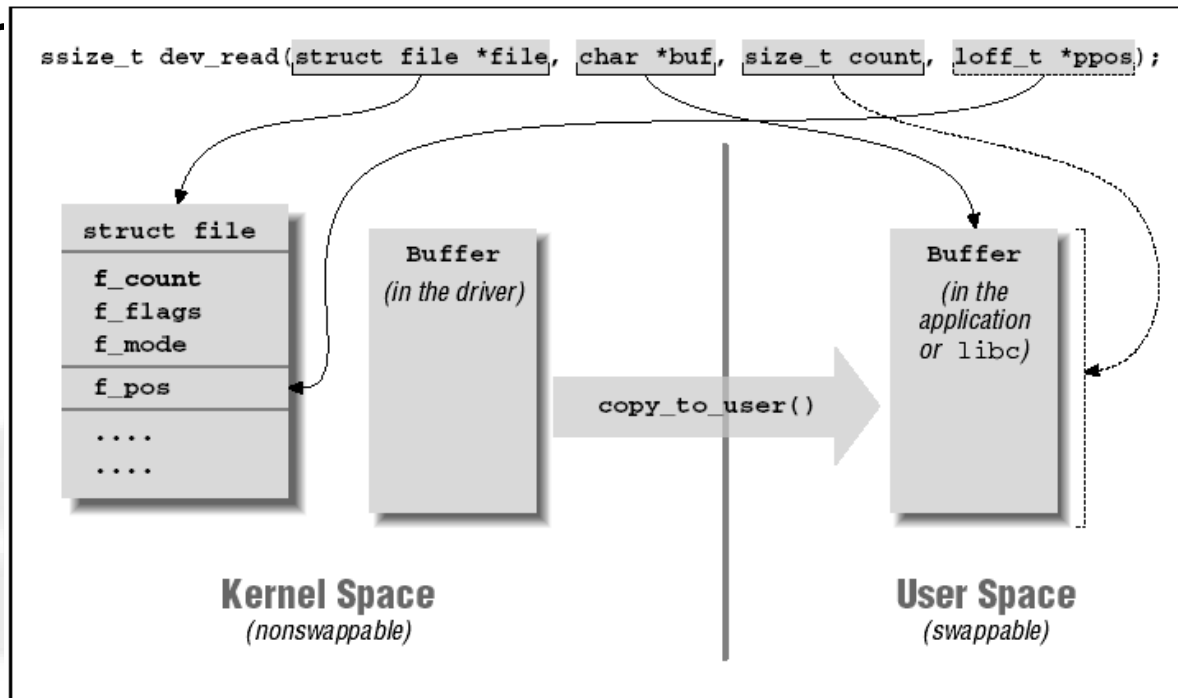 ssize_t dev_read(struct file *file, char *buf, size_t count, loff_t *ppos);
struct file
f_count
f_flags
f_mode
f_pos
....
....
Buffer
(in the driver)
copy_to_user()
Buffer
(in the
application
or libc)
Kernel Space
(nonswappable)
User Space
(swappable)